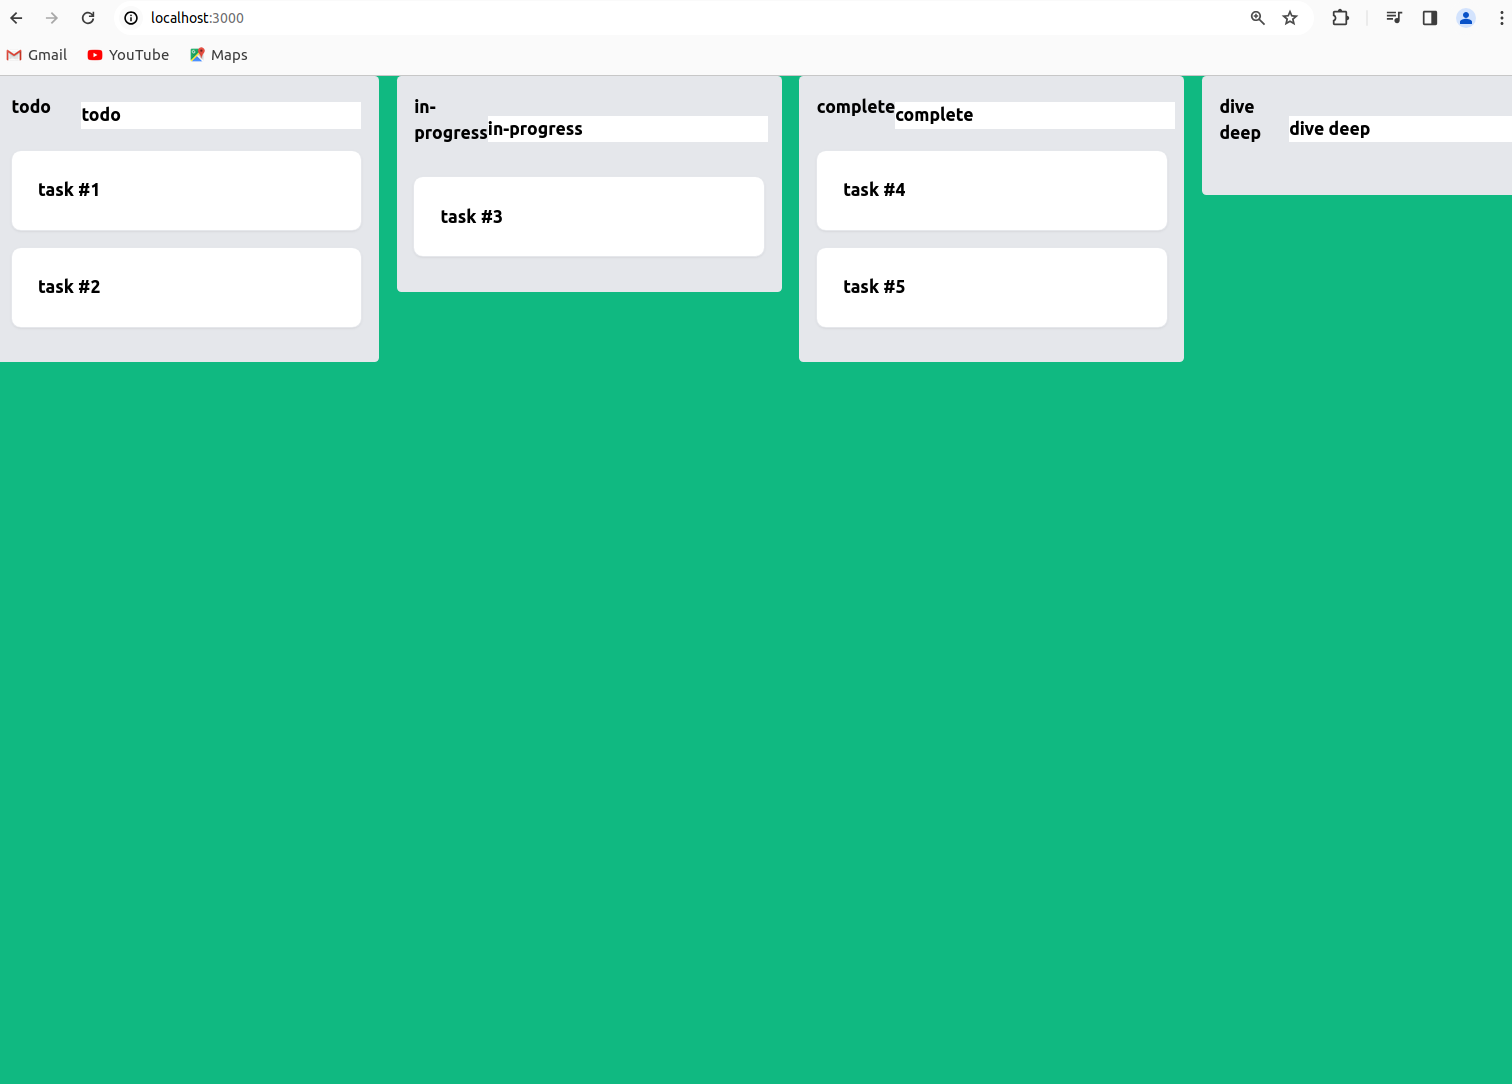 localhost:3000
Gmail YouTube Maps
todo
todo
task #1
task #2
in-
progress
in-progress
task #3
complete
complete
task #4
task #5
dive
deep
dive deep